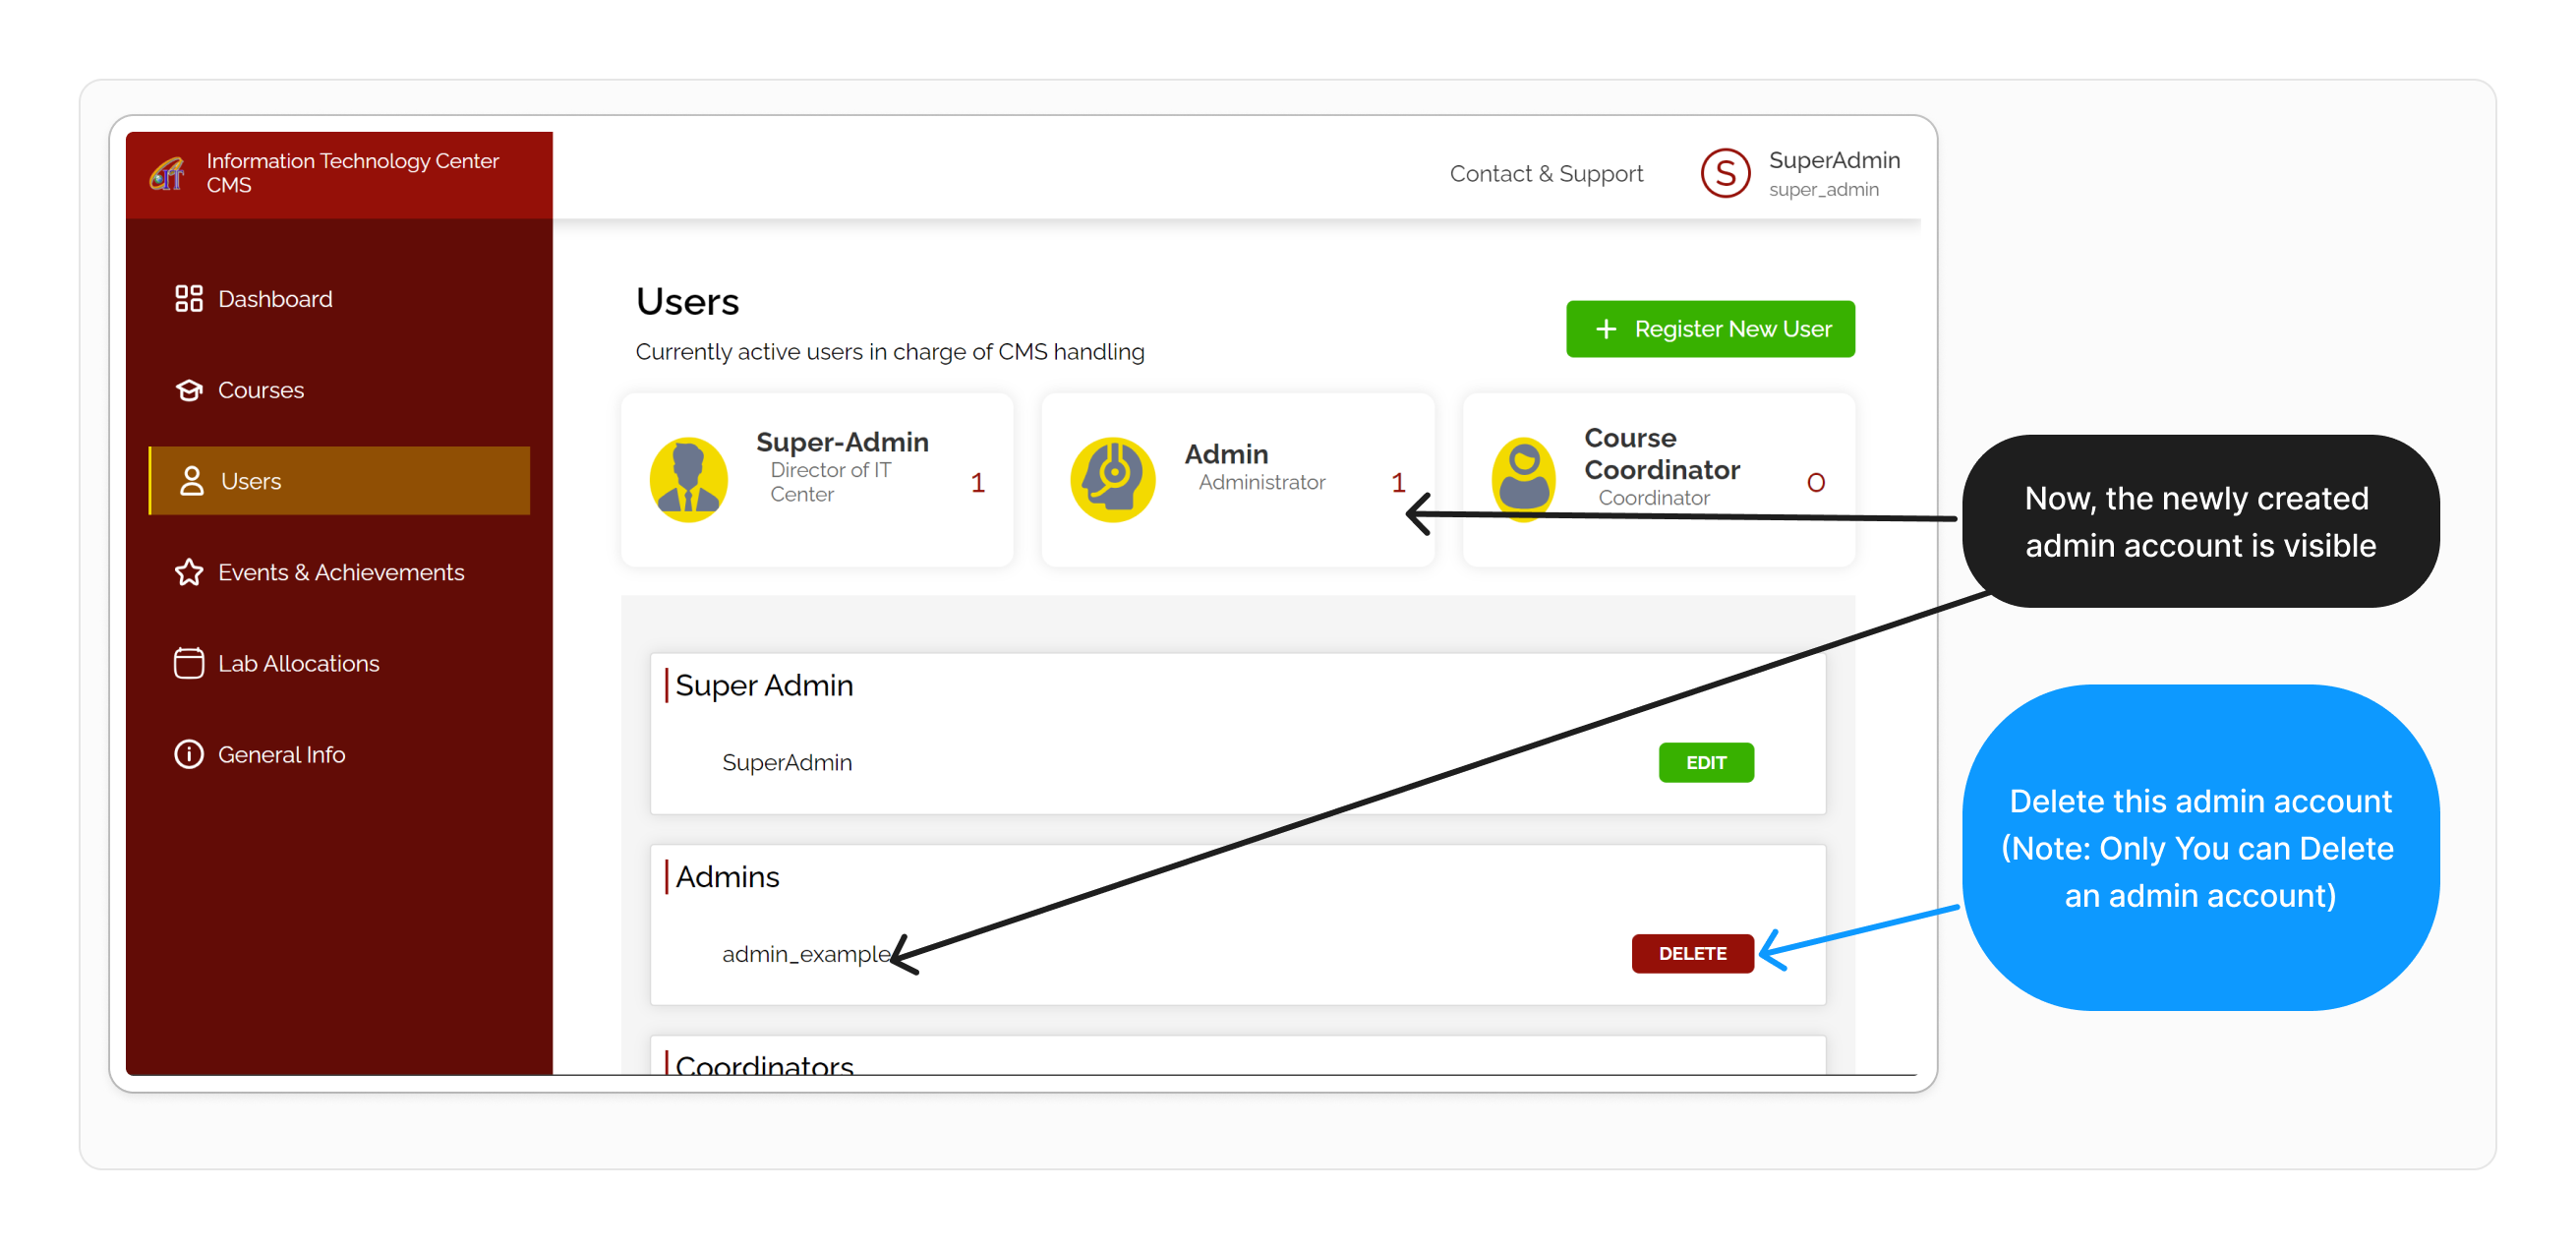 Information Technology Center
CMS
Contact & Support
S
SuperAdmin
super_admin
Dashboard
Courses
Users
Events & Achievements
Lab Allocations
General Info
Users
Currently active users in charge of CMS handling
+ Register New User
Super-Admin
Director of IT
Center
1
Admin
Administrator
1
Course
Coordinator
Coordinator
0
Super Admin
SuperAdmin
EDIT
Admins
admin_example
DELETE
Coordinators
Now, the newly created
admin account is visible
Delete this admin account
(Note: Only You can Delete
an admin account)